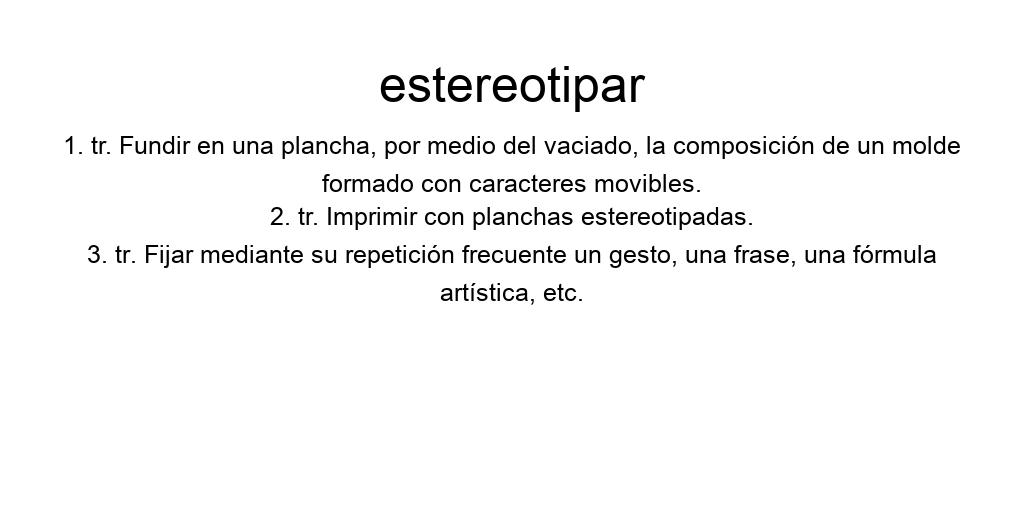 estereotipar
1. tr. Fundir en una plancha, por medio del vaciado, la composición de un molde
formado con caracteres movibles.
2. tr. Imprimir con planchas estereotipadas.
3. tr. Fijar mediante su repetición frecuente un gesto, una frase, una fórmula
artística, etc.